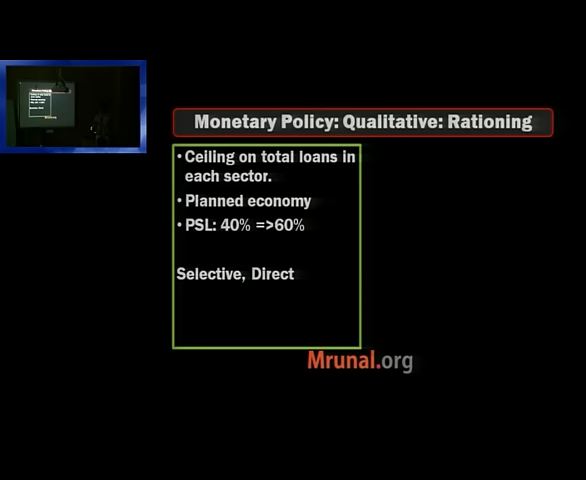 Monetary Policy: Qualitative: Rationing
• Ceiling on total loans in
each sector.
• Planned economy
• PSL: 40% =>60%
Selective, Direct
Mrunal.org